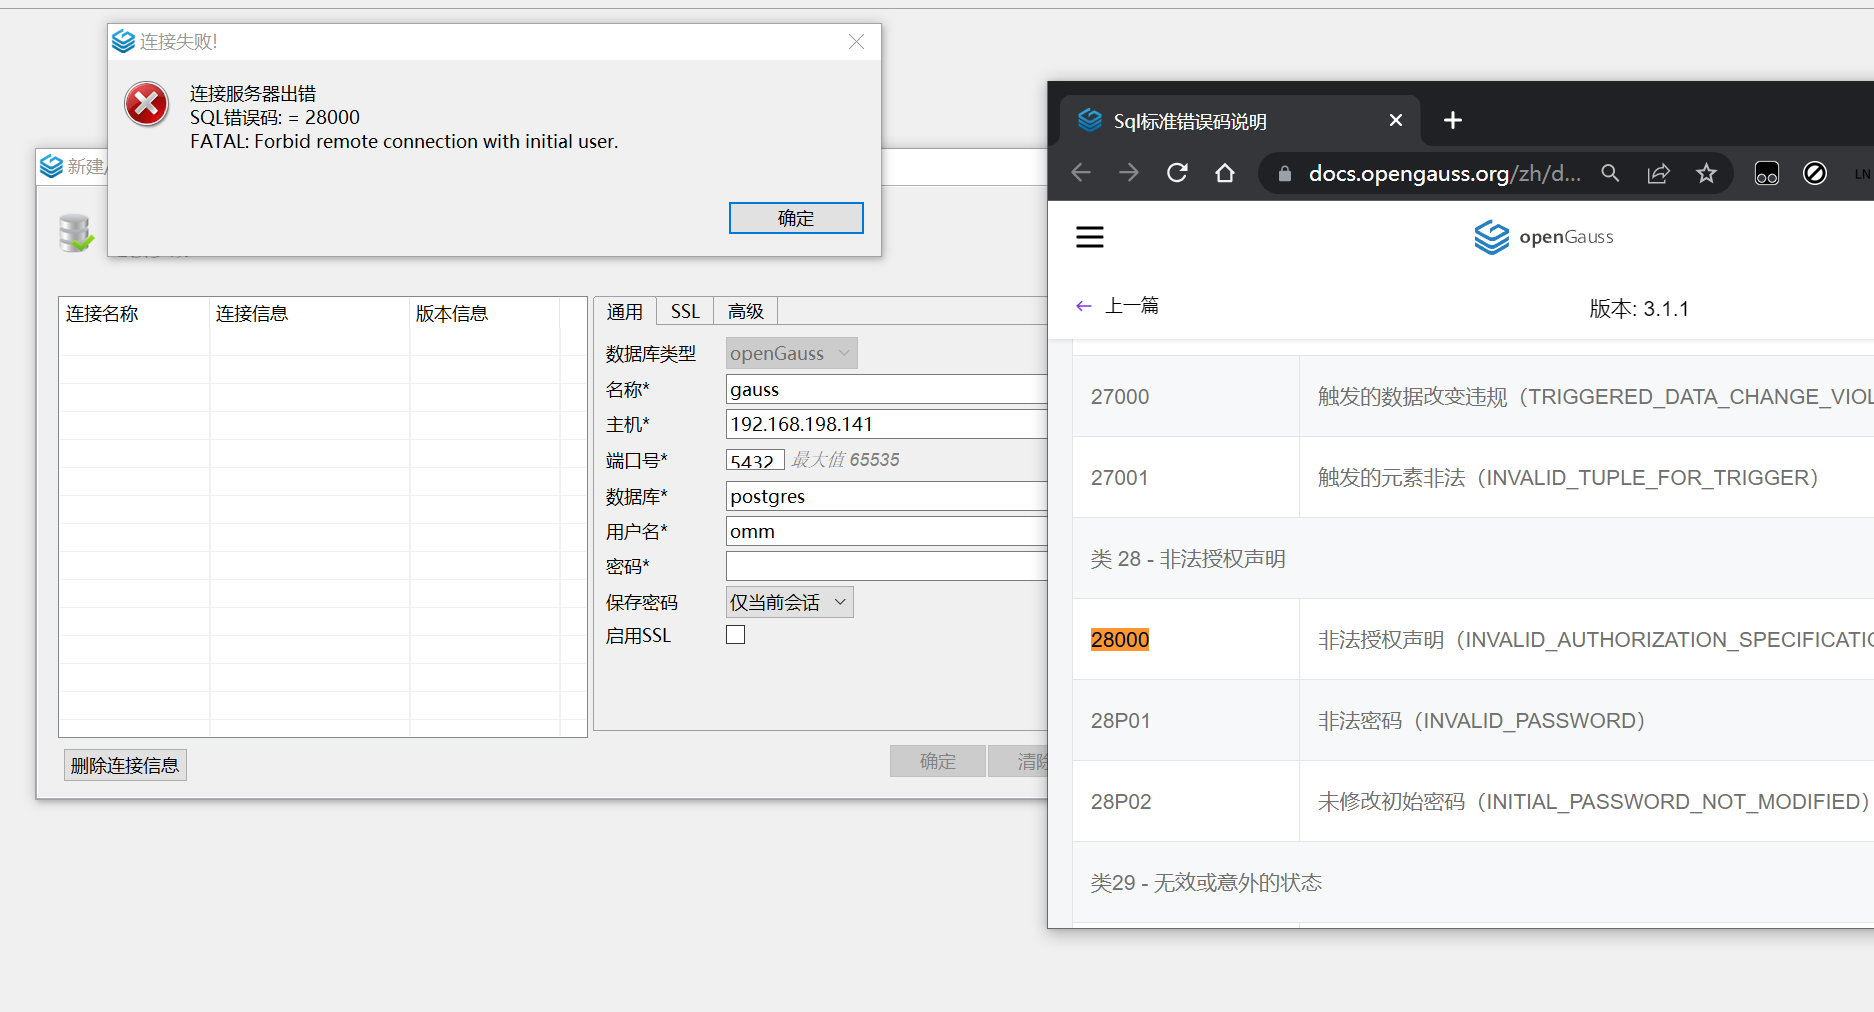 连接失败!
连接服务器出错
SQL错误码: = 28000
FATAL: Forbid remote connection with initial user.
确定
新建
连接名称 连接信息 版本信息
删除连接信息
通用 SSL 高级
数据库类型 openGauss
名称* gauss
主机* 192.168.198.141
端口号* 5432 最大值 65535
数据库* postgres
用户名* omm
密码*
保存密码 仅当前会话
启用SSL
确定 清除
Sql标准错误码说明
docs.opengauss.org/zh/d...
LN
openGauss
← 上一篇
版本: 3.1.1
27000 触发的数据改变违规（TRIGGERED_DATA_CHANGE_VIOL
27001 触发的元素非法（INVALID_TUPLE_FOR_TRIGGER）
类 28 - 非法授权声明
28000 非法授权声明（INVALID_AUTHORIZATION_SPECIFICATIO
28P01 非法密码（INVALID_PASSWORD）
28P02 未修改初始密码（INITIAL_PASSWORD_NOT_MODIFIED）
类29 - 无效或意外的状态